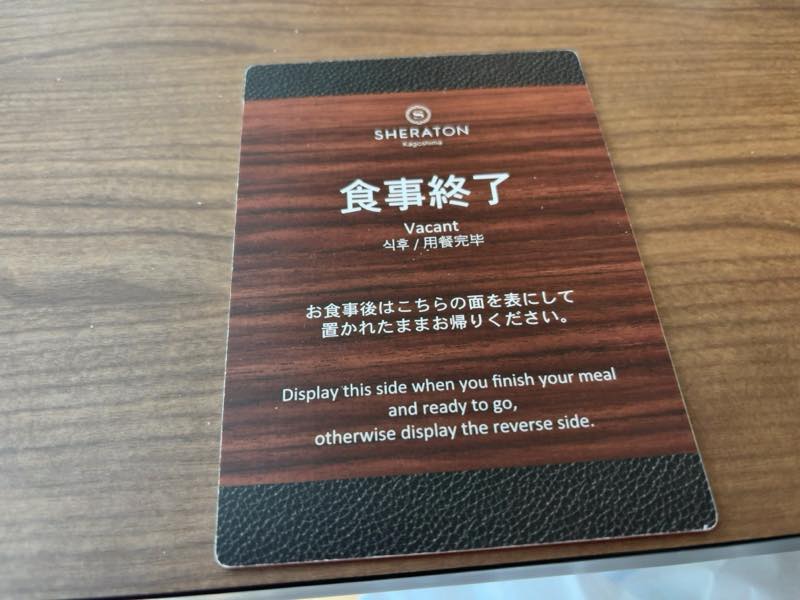 SHERATON
Kagoshima
食事終了
Vacant
식후 / 用餐完毕
お食事後はこちらの面を表にして
置かれたままお帰りください。
Display this side when you finish your meal
and ready to go,
otherwise display the reverse side.